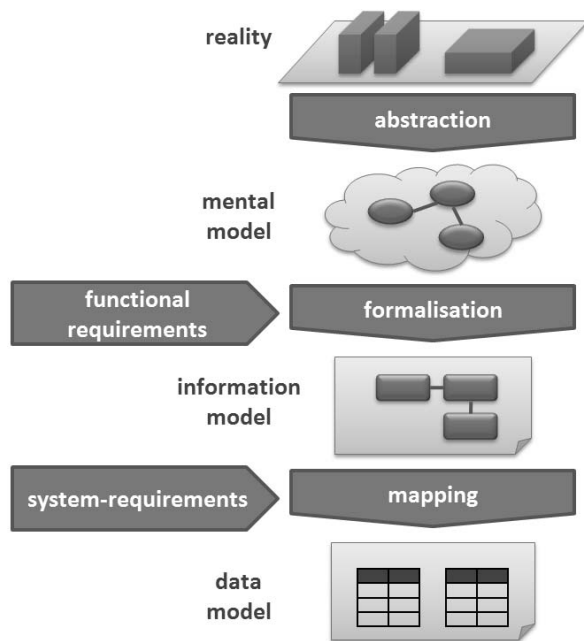 reality
abstraction
mental
model
functional
requirements
formalisation
information
model
system-requirements
mapping
data
model